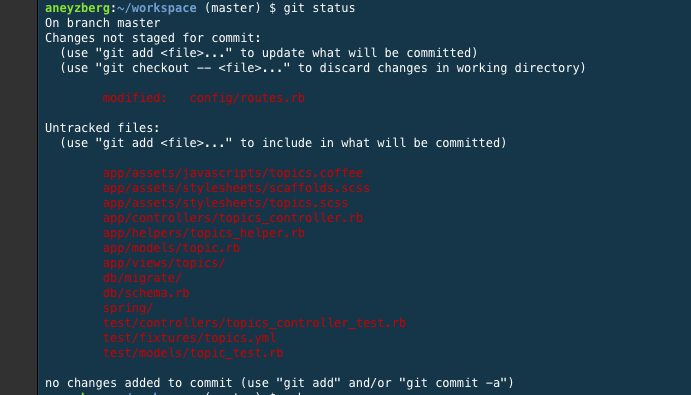 aneyzberg:~/workspace (master) $ git status
On branch master
Changes not staged for commit:
  (use "git add <file>..." to update what will be committed)
  (use "git checkout -- <file>..." to discard changes in working directory)

        modified:   config/routes.rb

Untracked files:
  (use "git add <file>..." to include in what will be committed)

        app/assets/javascripts/topics.coffee
        app/assets/stylesheets/scaffolds.scss
        app/assets/stylesheets/topics.scss
        app/controllers/topics_controller.rb
        app/helpers/topics_helper.rb
        app/models/topic.rb
        app/views/topics/
        db/migrate/
        db/schema.rb
        spring/
        test/controllers/topics_controller_test.rb
        test/fixtures/topics.yml
        test/models/topic_test.rb

no changes added to commit (use "git add" and/or "git commit -a")